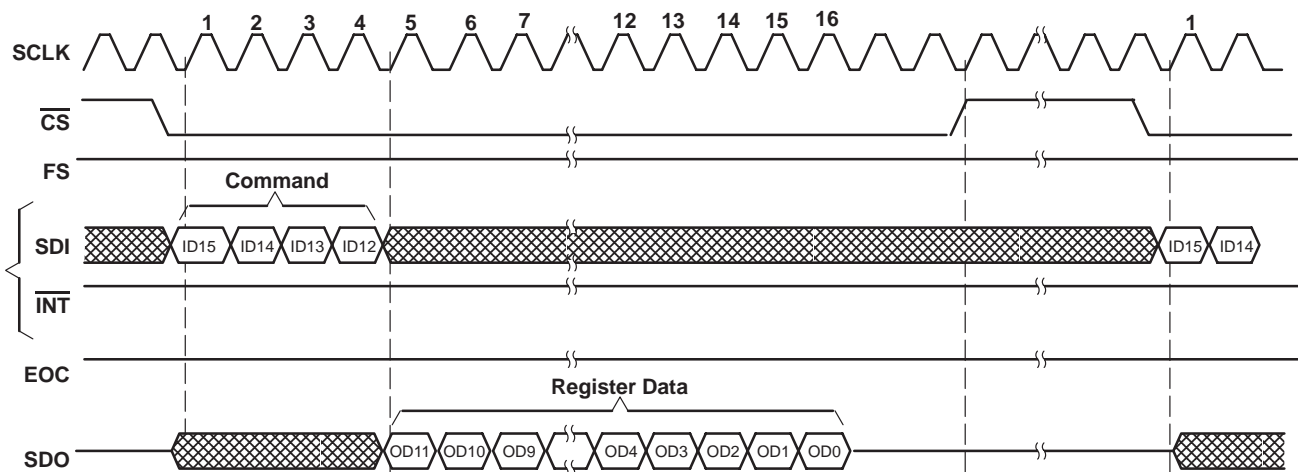 1 2 3 4 5 6 7 12 13 14 15 16 1
SCLK
CS
FS
Command
SDI ID15 ID14 ID13 ID12 ID15 ID14
INT
EOC
Register Data
SDO OD11 OD10 OD9 OD4 OD3 OD2 OD1 OD0